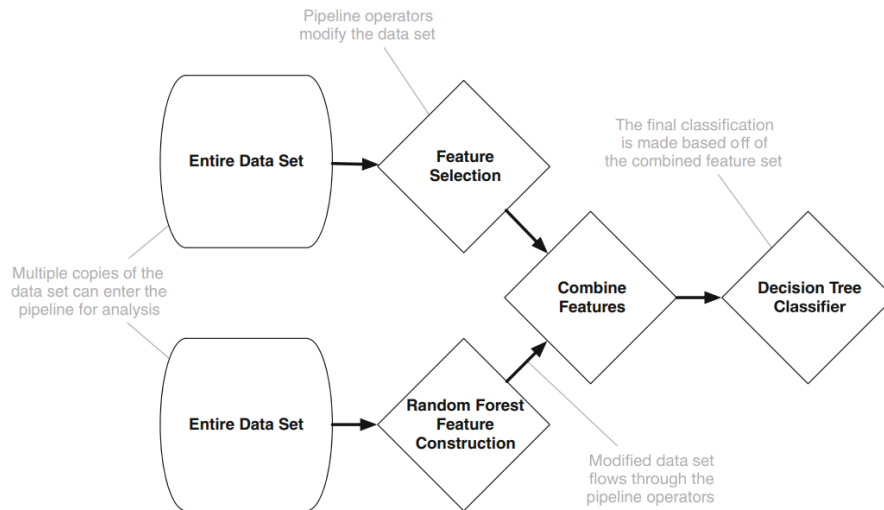 Pipeline operators
modify the data set
Entire Data Set
Feature
Selection
The final classification
is made based off of
the combined feature set
Multiple copies of the
data set can enter the
pipeline for analysis
Combine
Features
Decision Tree
Classifier
Entire Data Set
Random Forest
Feature
Construction
Modified data set
flows through the
pipeline operators